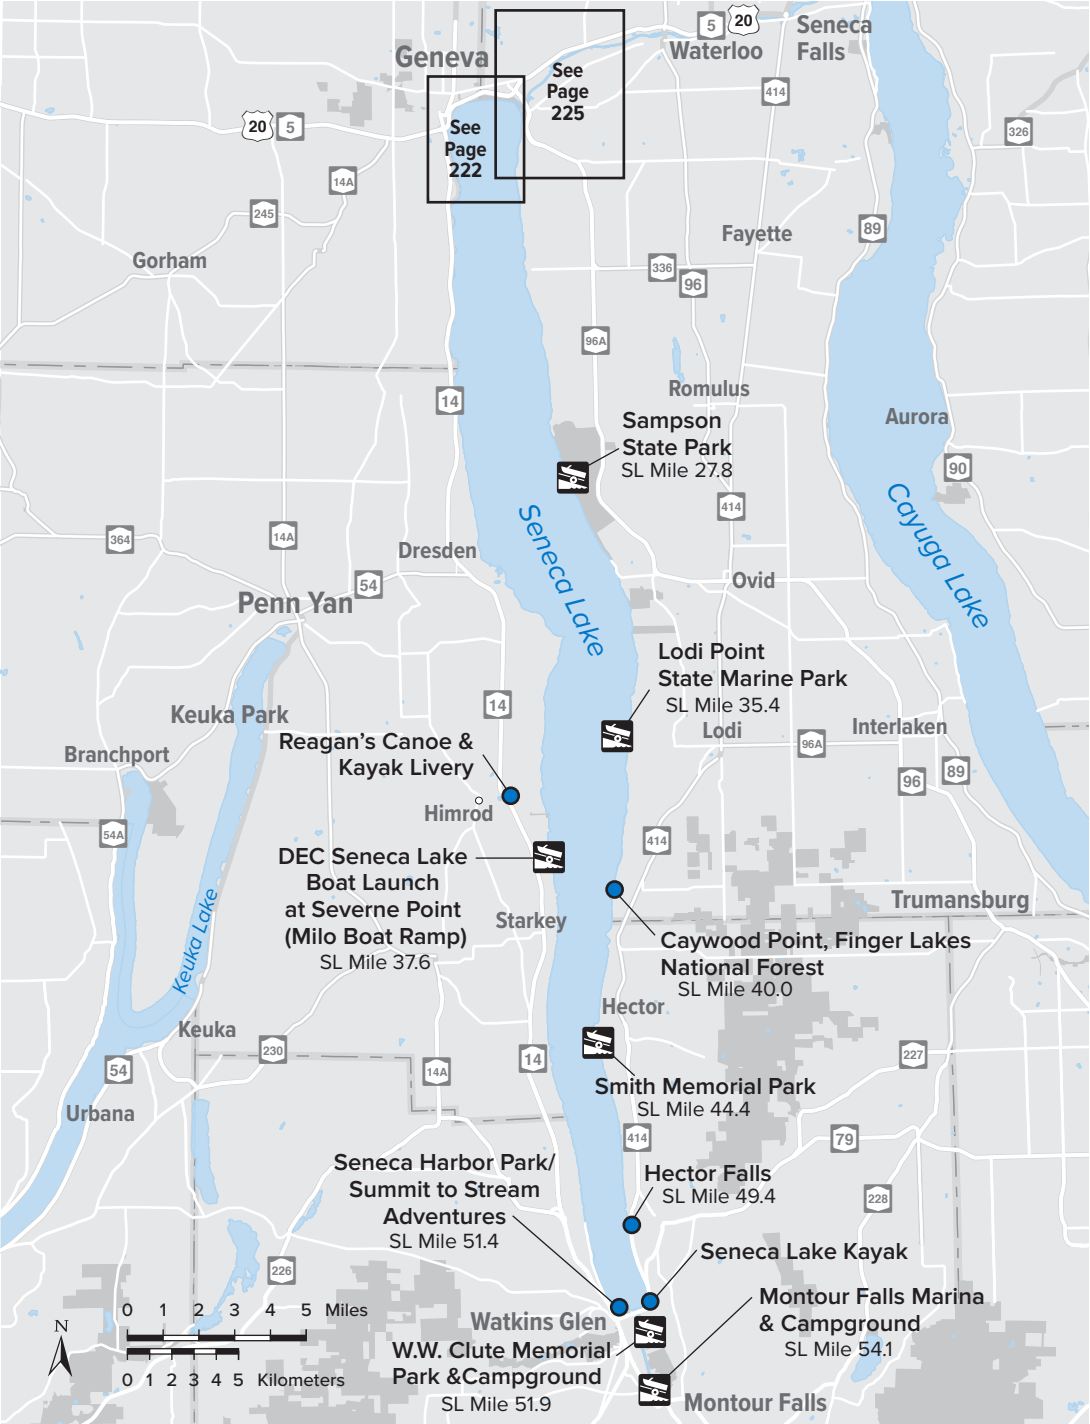 5
20
Seneca
Falls
Geneva
Waterloo
See
Page
225
414
20
5
See
Page
222
326
14A
245
Fayette
89
Gorham
336
96
96A
Romulus
14
Sampson
State Park
SL Mile 27.8
Aurora
90
414
Seneca Lake
Cayuga Lake
364
14A
Dresden
54
Ovid
Penn Yan
Lodi Point
State Marine Park
SL Mile 35.4
14
Keuka Park
Lodi
Interlaken
96A
Branchport
Reagan's Canoe &
Kayak Livery
96
89
Himrod
54A
414
DEC Seneca Lake
Boat Launch
at Severne Point
(Milo Boat Ramp)
SL Mile 37.6
Trumansburg
Starkey
Keuka Lake
Caywood Point, Finger Lakes
National Forest
SL Mile 40.0
Hector
Keuka
230
14
227
54
14A
Smith Memorial Park
SL Mile 44.4
Urbana
414
79
Seneca Harbor Park/
Summit to Stream
Adventures
SL Mile 51.4
Hector Falls
SL Mile 49.4
228
Seneca Lake Kayak
226
Montour Falls Marina
& Campground
SL Mile 54.1
0 1 2 3 4 5 Miles
N
Watkins Glen
W.W. Clute Memorial
Park &Campground
SL Mile 51.9
0 1 2 3 4 5 Kilometers
Montour Falls